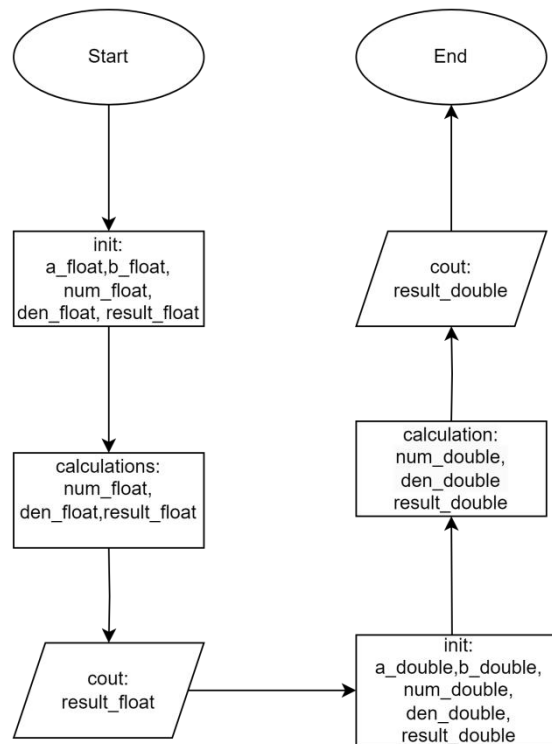 Start
init:
a_float,b_float,
num_float,
den_float, result_float
calculations:
num_float,
den_float,result_float
cout:
result_float
init:
a_double,b_double,
num_double,
den_double,
result_double
calculation:
num_double,
den_double
result_double
cout:
result_double
End